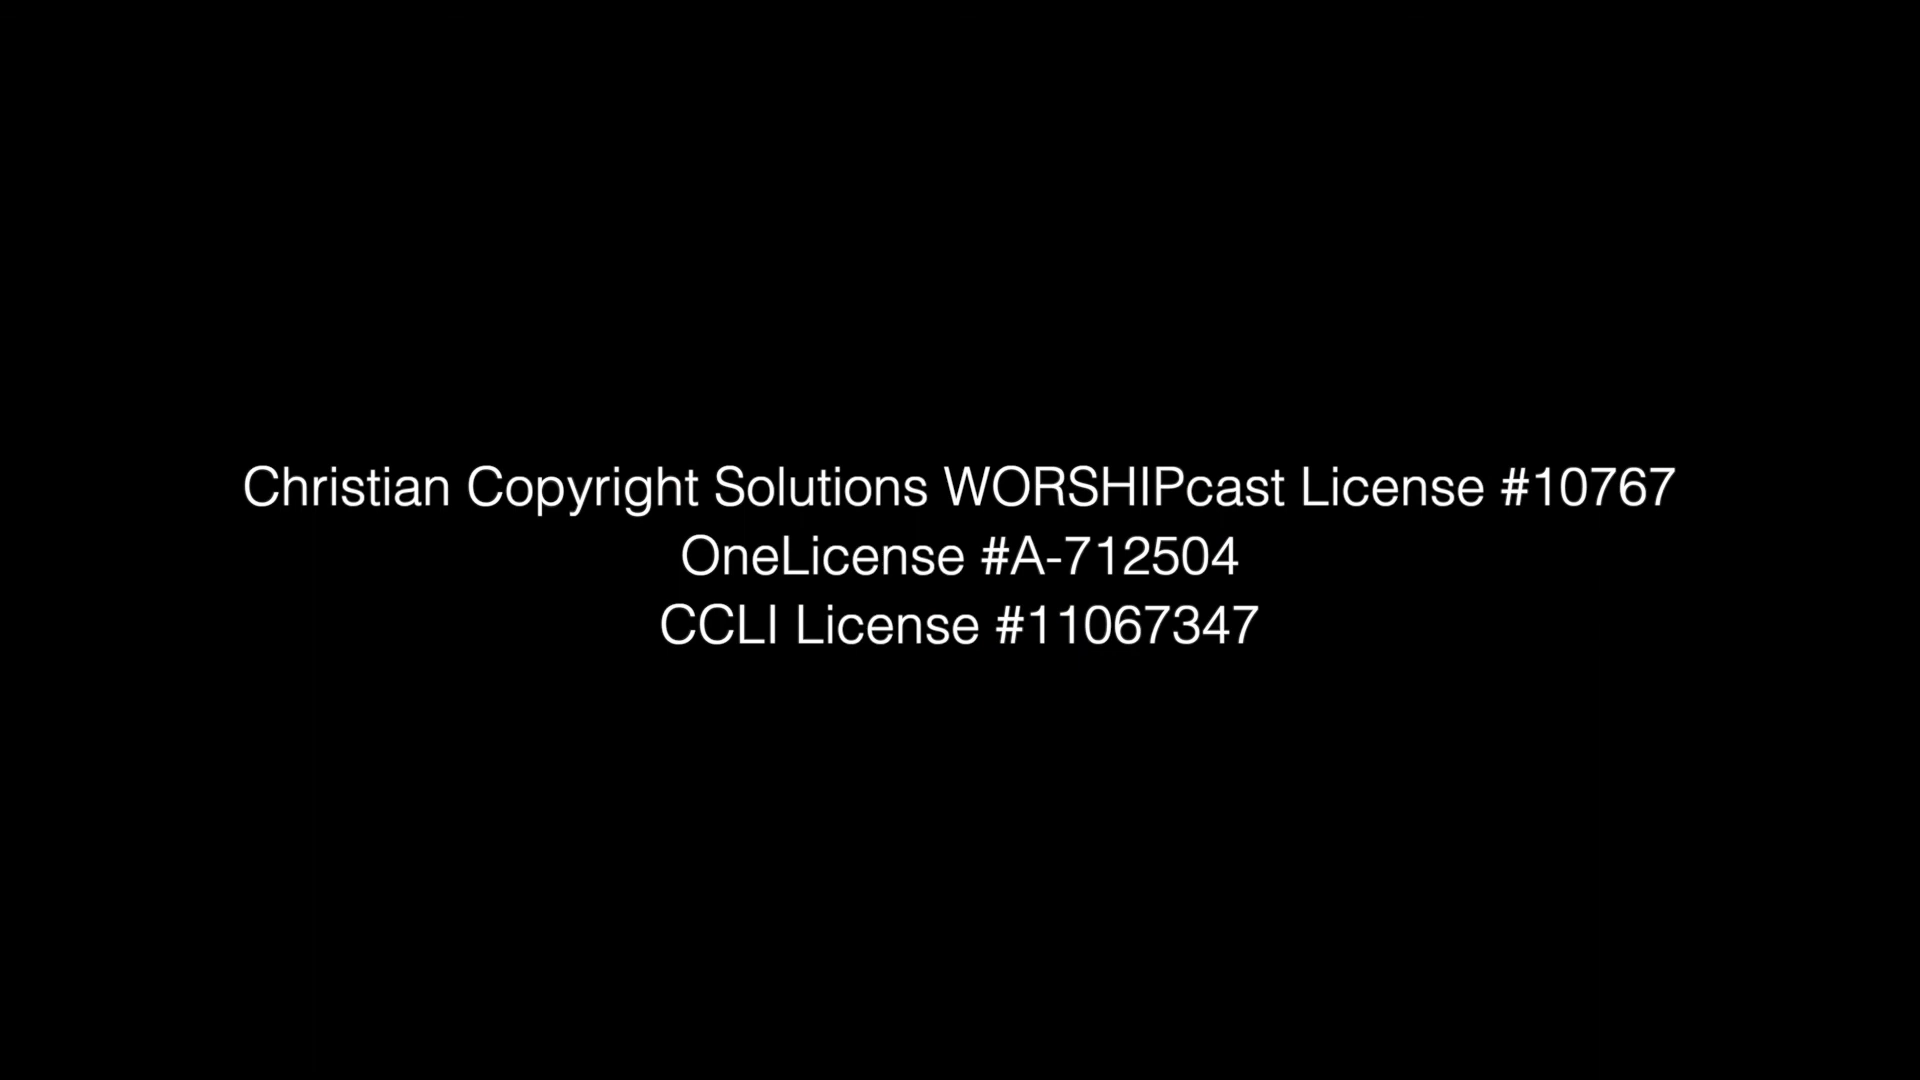 Christian Copyright Solutions WORSHIPcast License #10767
OneLicense #A-712504
CCLI License #11067347